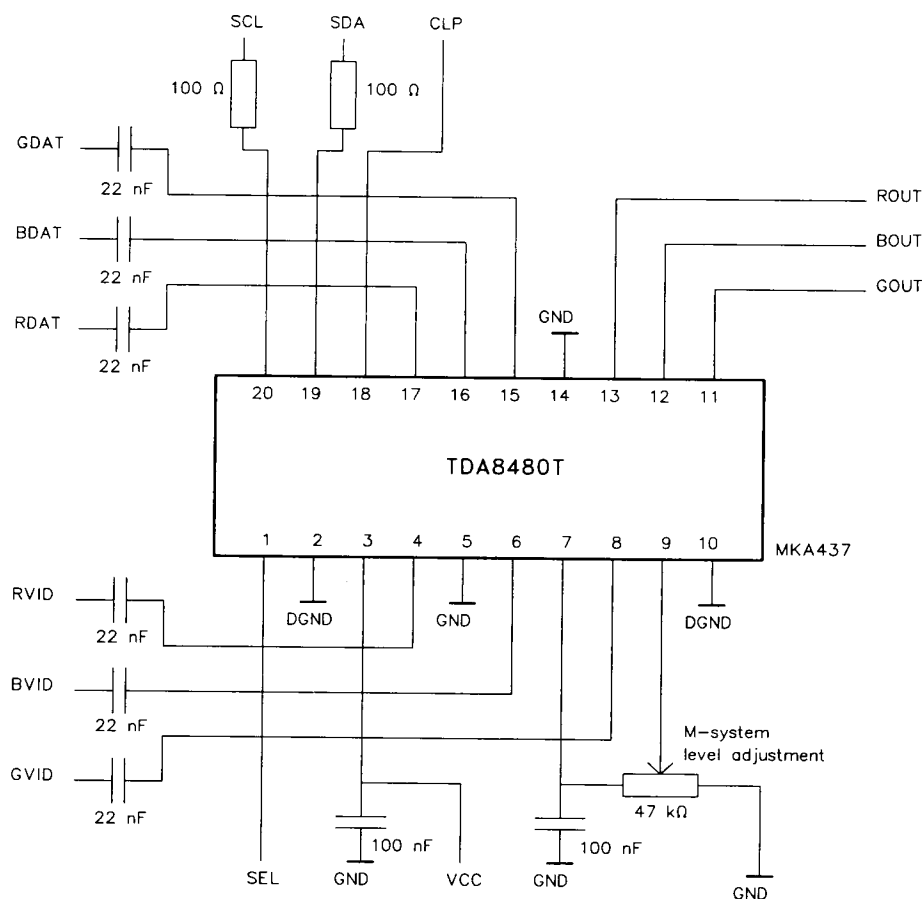 SCL SDA CLP
100 Ω 100 Ω
GDAT
22 nF
ROUT
BDAT
BOUT
22 nF
GOUT
RDAT
GND
22 nF
20 19 18 17 16 15 14 13 12 11
TDA8480T
1 2 3 4 5 6 7 8 9 10
MKA437
RVID
DGND GND DGND
22 nF
BVID
22 nF
M-system
level adjustment
GVID
22 nF
47 kΩ
100 nF 100 nF
SEL GND VCC GND GND